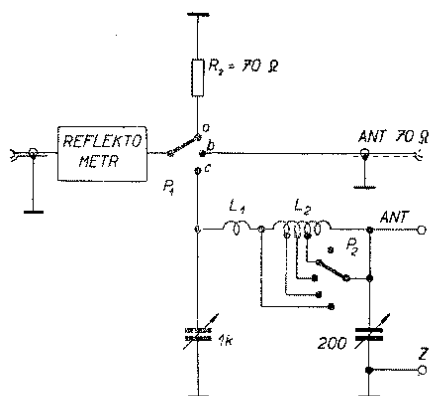 R₂ = 70 Ω
REFLEKTO
METR
a
b
c
P₁
ANT 70 Ω
L₁
L₂
P₂
ANT
1k
200
Z